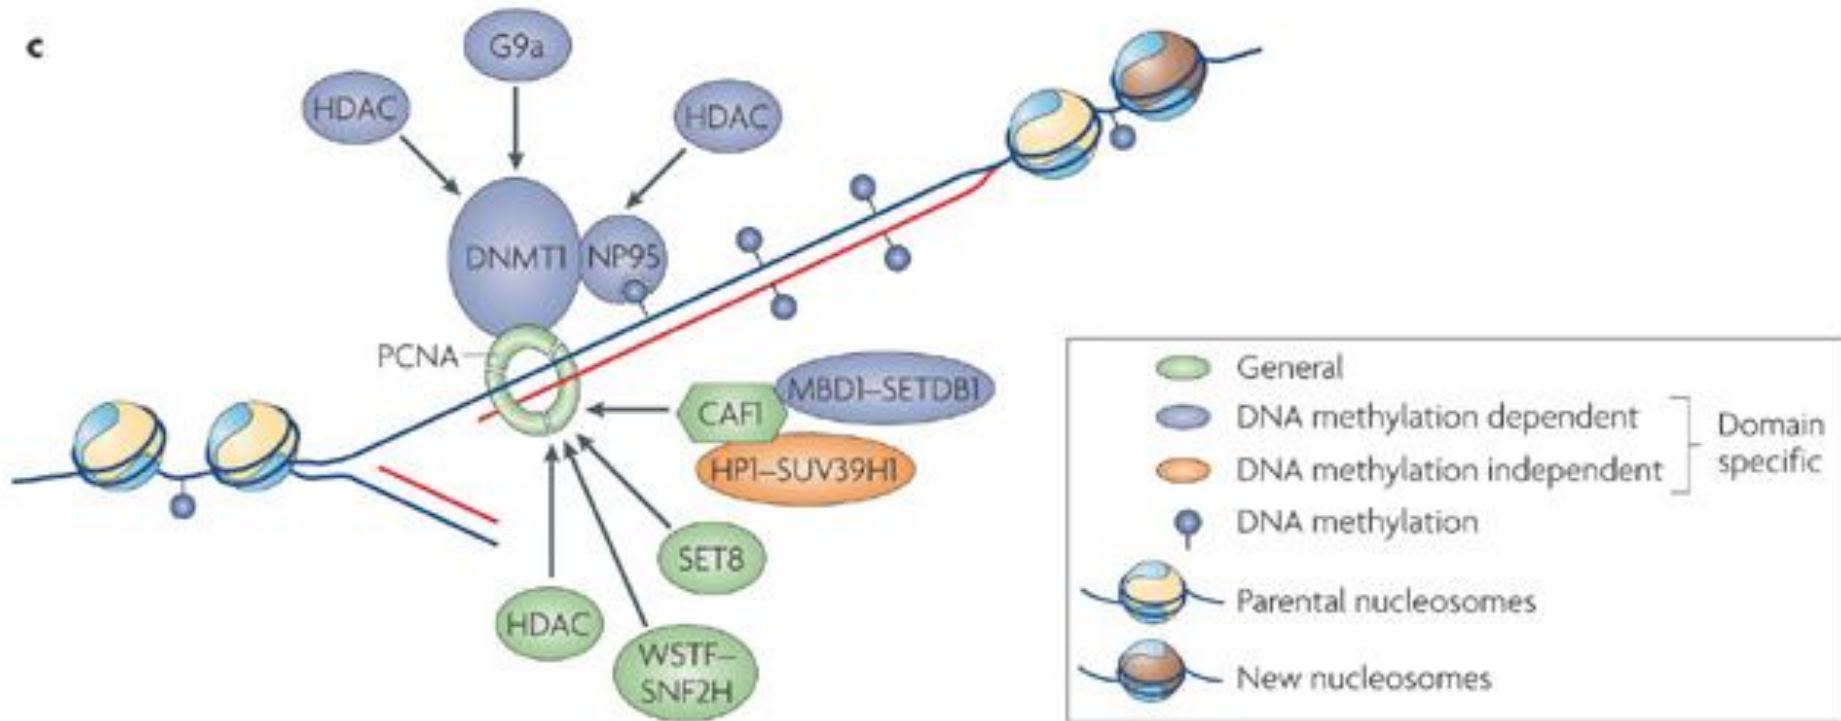 c
G9a
HDAC
HDAC
DNMT1
NP95
PCNA
MBD1–SETDB1
CAF1
HP1–SUV39H1
SET8
HDAC
WSTF–
SNF2H
General
DNA methylation dependent
DNA methylation independent
Domain
specific
DNA methylation
Parental nucleosomes
New nucleosomes